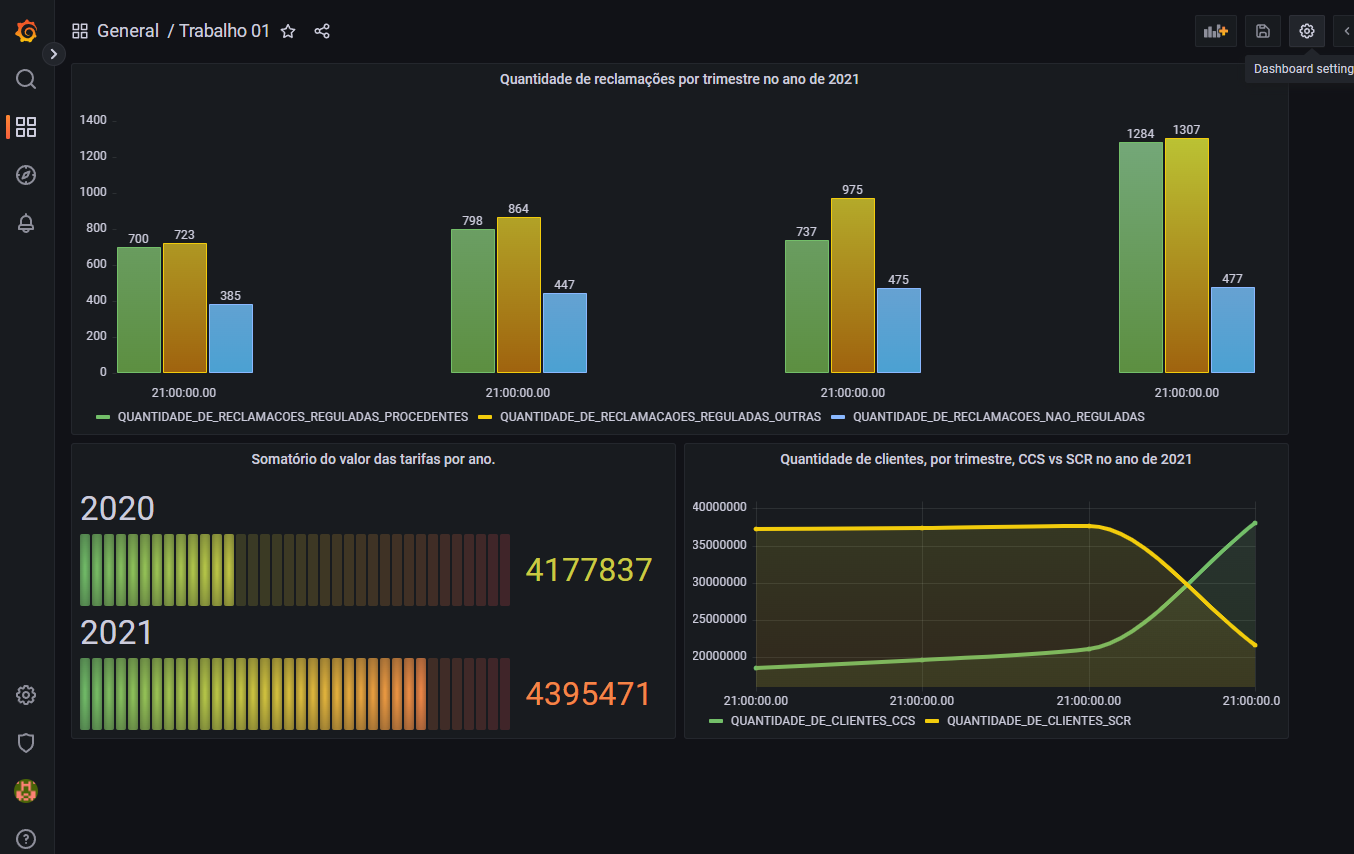 General / Trabalho 01
Dashboard setting
Quantidade de reclamações por trimestre no ano de 2021
1400
1200
1000
800
600
400
200
0
700 723 385
798 864 447
737 975 475
1284 1307 477
21:00:00.00 21:00:00.00 21:00:00.00 21:00:00.00
QUANTIDADE_DE_RECLAMACOES_REGULADAS_PROCEDENTES QUANTIDADE_DE_RECLAMACAOES_REGULADAS_OUTRAS QUANTIDADE_DE_RECLAMACOES_NAO_REGULADAS
Somatório do valor das tarifas por ano.
2020
4177837
2021
4395471
Quantidade de clientes, por trimestre, CCS vs SCR no ano de 2021
40000000
35000000
30000000
25000000
20000000
21:00:00.00 21:00:00.00 21:00:00.00 21:00:00.0
QUANTIDADE_DE_CLIENTES_CCS QUANTIDADE_DE_CLIENTES_SCR